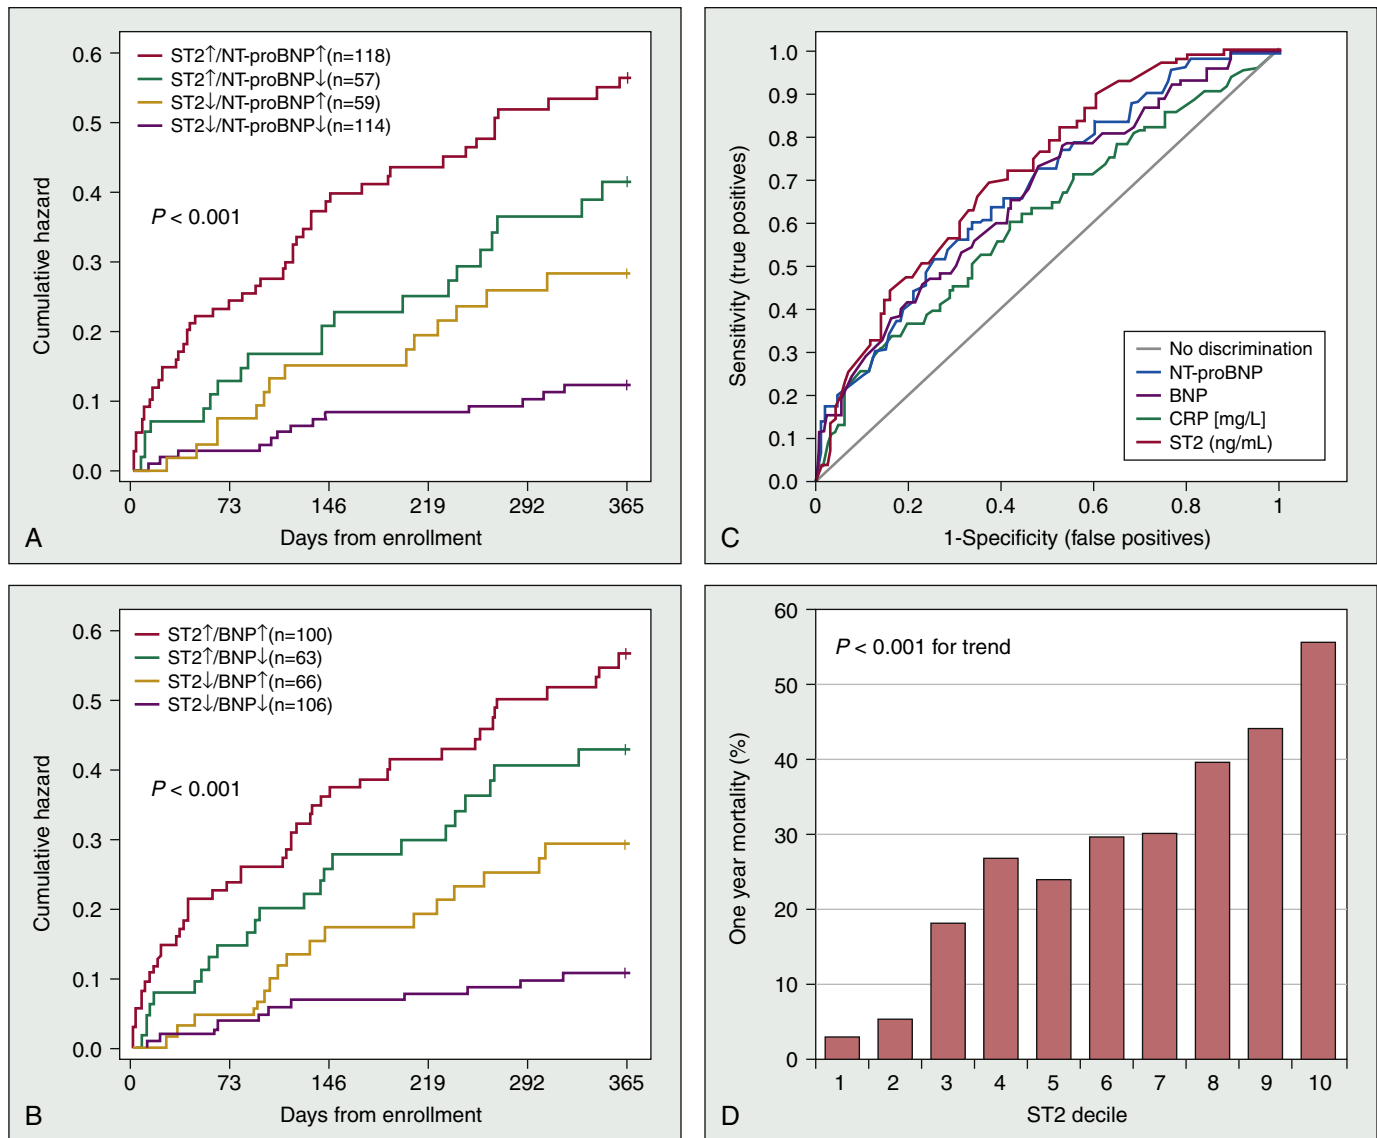 0.6
0.5
0.4
0.3
0.2
0.1
0.0
Cumulative hazard
ST2↑/NT-proBNP↑(n=118)
ST2↑/NT-proBNP↓(n=57)
ST2↓/NT-proBNP↑(n=59)
ST2↓/NT-proBNP↓(n=114)
P < 0.001
0 73 146 219 292 365
Days from enrollment
A
1.0
0.9
0.8
0.7
0.6
0.5
0.4
0.3
0.2
0.1
0.0
Sensitivity (true positives)
No discrimination
NT-proBNP
BNP
CRP [mg/L]
ST2 (ng/mL)
0 0.2 0.4 0.6 0.8 1
1-Specificity (false positives)
C
0.6
0.5
0.4
0.3
0.2
0.1
0.0
Cumulative hazard
ST2↑/BNP↑(n=100)
ST2↑/BNP↓(n=63)
ST2↓/BNP↑(n=66)
ST2↓/BNP↓(n=106)
P < 0.001
0 73 146 219 292 365
Days from enrollment
B
60
50
40
30
20
10
0
One year mortality (%)
P < 0.001 for trend
1 2 3 4 5 6 7 8 9 10
ST2 decile
D